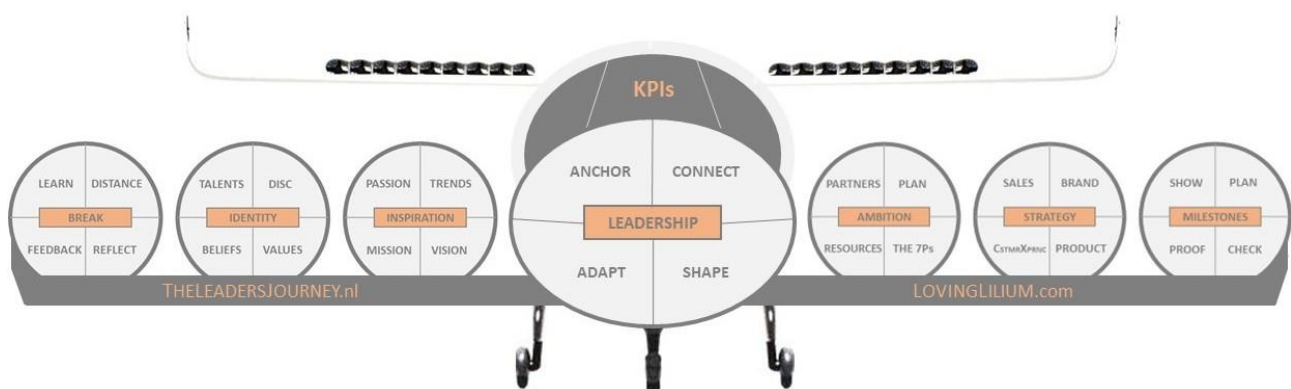 KPIs
LEARN DISTANCE
BREAK
FEEDBACK REFLECT
TALENTS DISC
IDENTITY
BELIEFS VALUES
PASSION TRENDS
INSPIRATION
MISSION VISION
ANCHOR CONNECT
LEADERSHIP
ADAPT SHAPE
PARTNERS PLAN
AMBITION
RESOURCES THE 7Ps
SALES BRAND
STRATEGY
CSTMRXPRNC PRODUCT
SHOW PLAN
MILESTONES
PROOF CHECK
THELEADERSJOURNEY.nl
LOVINGLILIUM.com